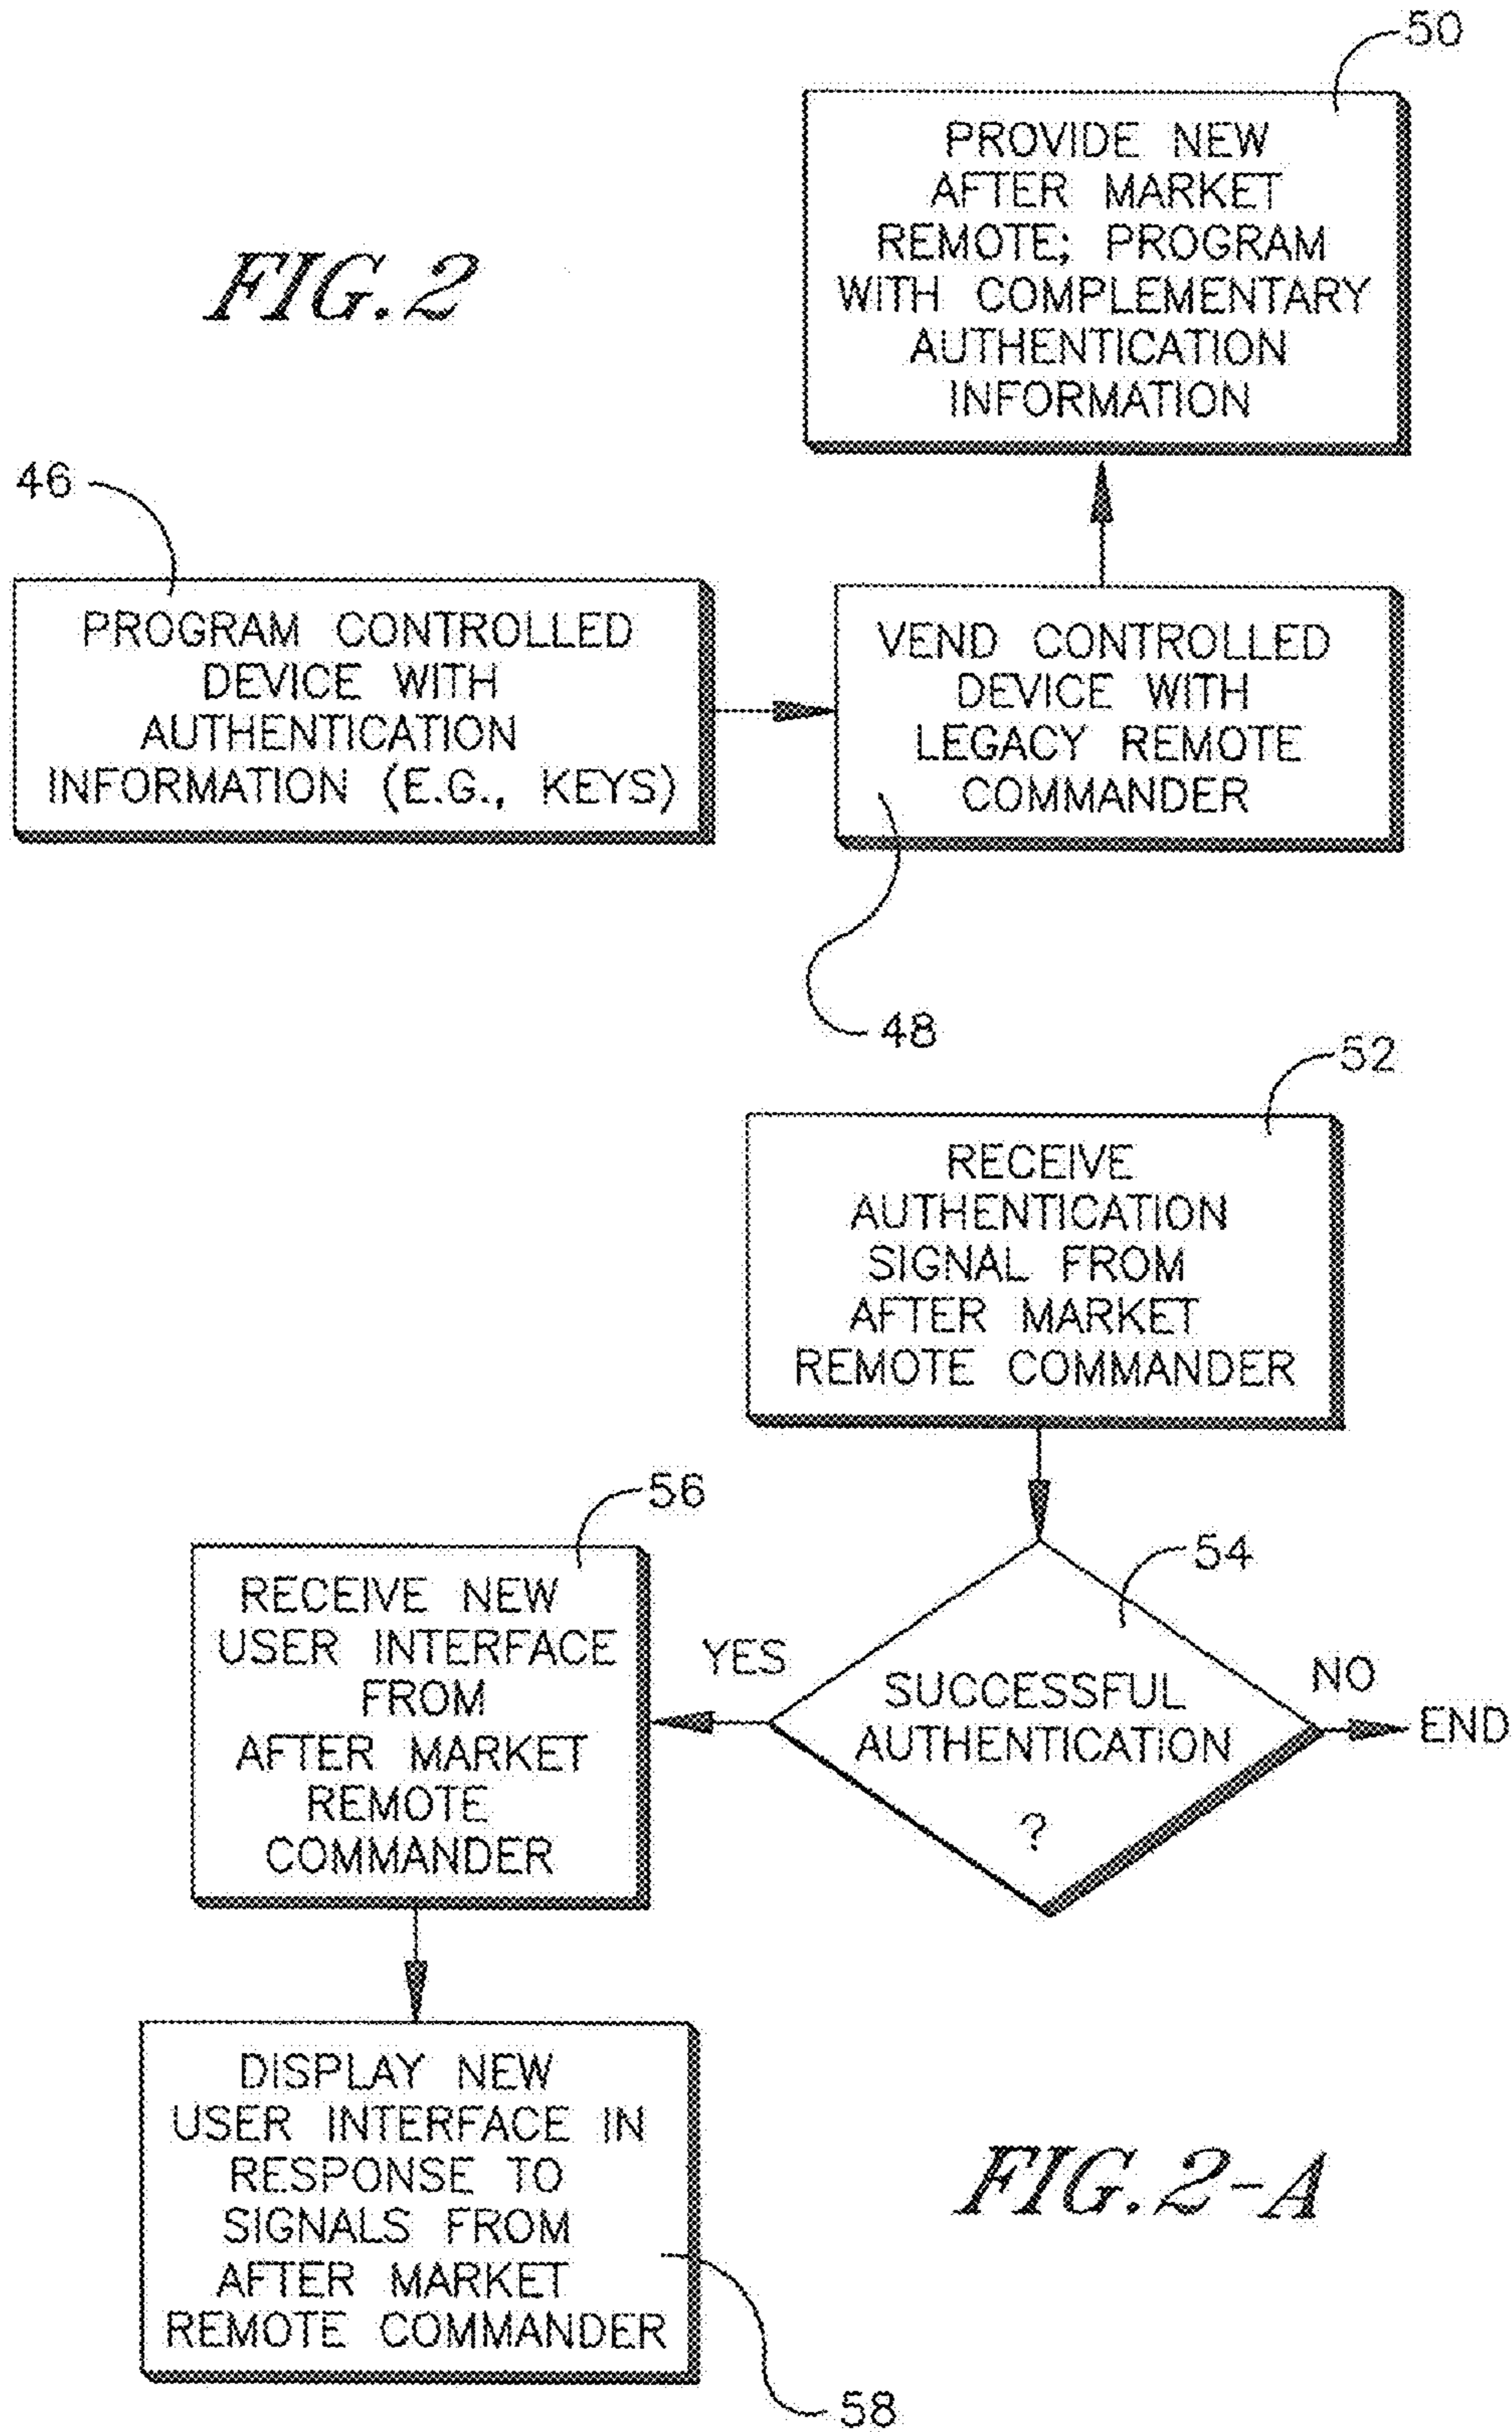 50
PROVIDE NEW
AFTER MARKET
REMOTE; PROGRAM
WITH COMPLEMENTARY
AUTHENTICATION
INFORMATION
FIG.2
46
PROGRAM CONTROLLED
DEVICE WITH
AUTHENTICATION
INFORMATION (E.G., KEYS)
VEND CONTROLLED
DEVICE WITH
LEGACY REMOTE
COMMANDER
48
52
RECEIVE
AUTHENTICATION
SIGNAL FROM
AFTER MARKET
REMOTE COMMANDER
54
SUCCESSFUL
AUTHENTICATION
?
YES
NO
END
56
RECEIVE NEW
USER INTERFACE
FROM
AFTER MARKET
REMOTE
COMMANDER
DISPLAY NEW
USER INTERFACE IN
RESPONSE TO
SIGNALS FROM
AFTER MARKET
REMOTE COMMANDER
58
FIG.2-A